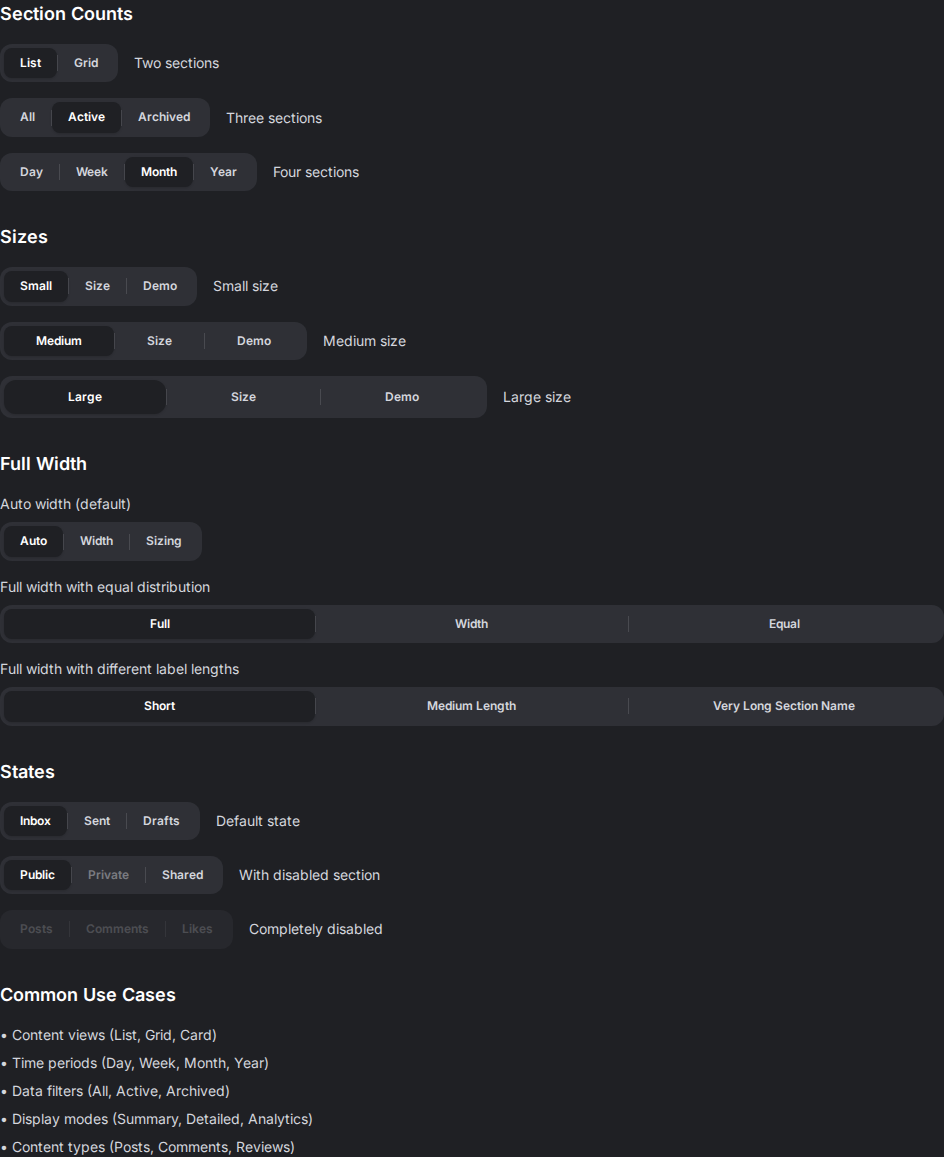 Section Counts
List Grid Two sections
All Active Archived Three sections
Day Week Month Year Four sections
Sizes
Small Size Demo Small size
Medium Size Demo Medium size
Large Size Demo Large size
Full Width
Auto width (default)
Auto Width Sizing
Full width with equal distribution
Full Width Equal
Full width with different label lengths
Short Medium Length Very Long Section Name
States
Inbox Sent Drafts Default state
Public Private Shared With disabled section
Posts Comments Likes Completely disabled
Common Use Cases
• Content views (List, Grid, Card)
• Time periods (Day, Week, Month, Year)
• Data filters (All, Active, Archived)
• Display modes (Summary, Detailed, Analytics)
• Content types (Posts, Comments, Reviews)